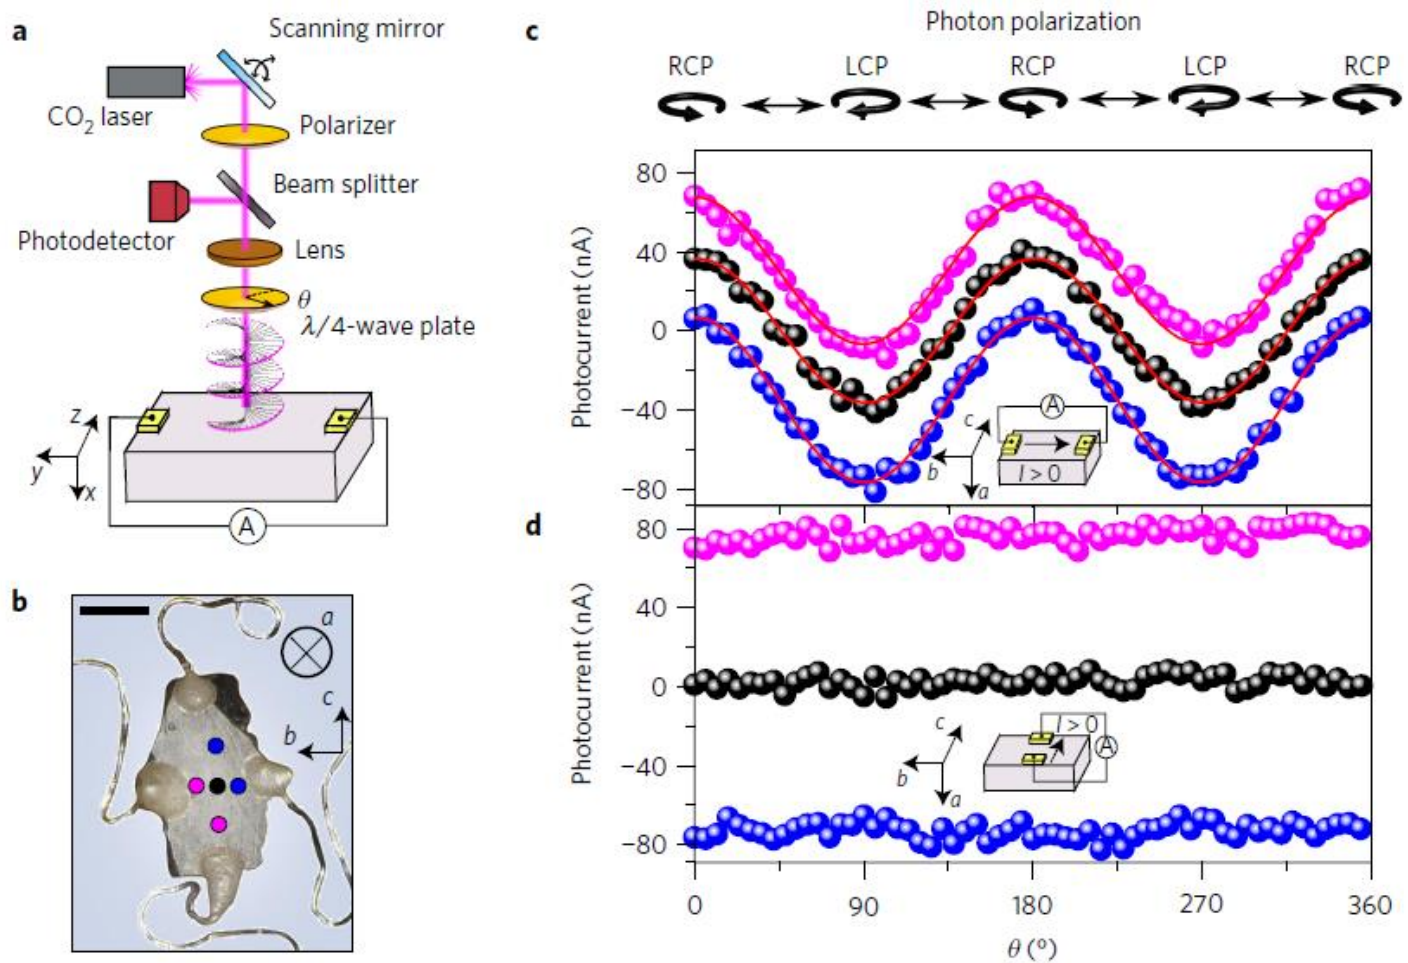 a
Scanning mirror
CO₂ laser
Polarizer
Beam splitter
Photodetector
Lens
θ
λ/4-wave plate
z
y
x
A
b
a
c
b
c
Photon polarization
RCP LCP RCP LCP RCP
Photocurrent (nA)
80
40
0
−40
−80
A
c
b
a
I > 0
d
Photocurrent (nA)
80
40
0
−40
−80
c
b
a
I > 0
A
0 90 180 270 360
θ (°)